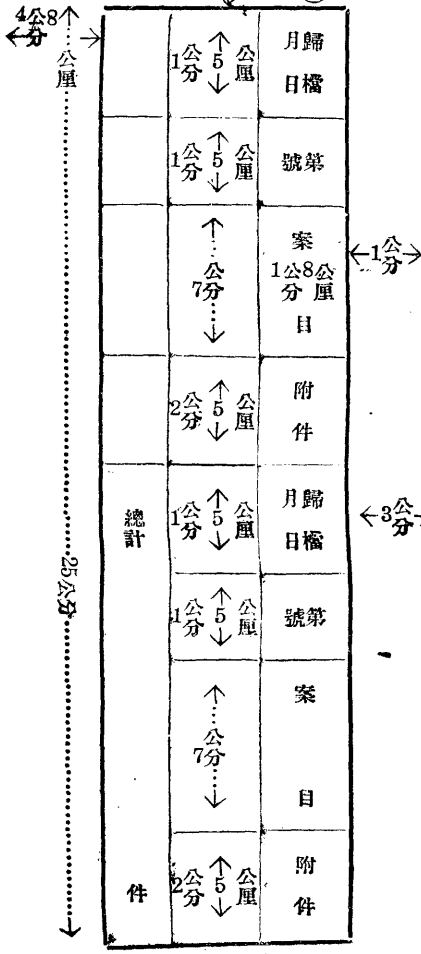 1公分
3公分
歸檔
月日
第號
案 目
1公分8公厘
附件
歸檔
月日
第號
案 目
附件
1公分5公厘
1公分5公厘
7公分
2公分5公厘
1公分5公厘
1公分5公厘
7公分
2公分5公厘
總計 件
4公分8公厘
25公分